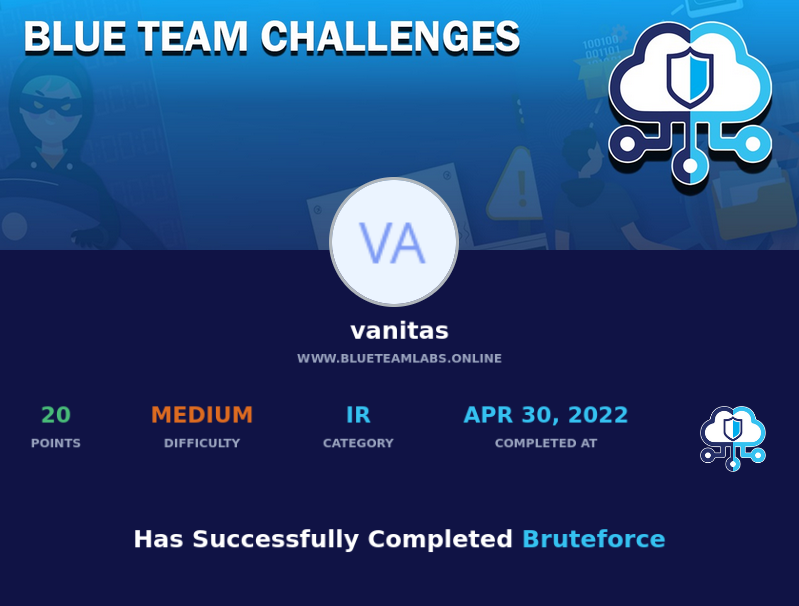 BLUE TEAM CHALLENGES
VA
vanitas
WWW.BLUETEAMLABS.ONLINE
20 MEDIUM IR APR 30, 2022
POINTS DIFFICULTY CATEGORY COMPLETED AT
Has Successfully Completed Bruteforce